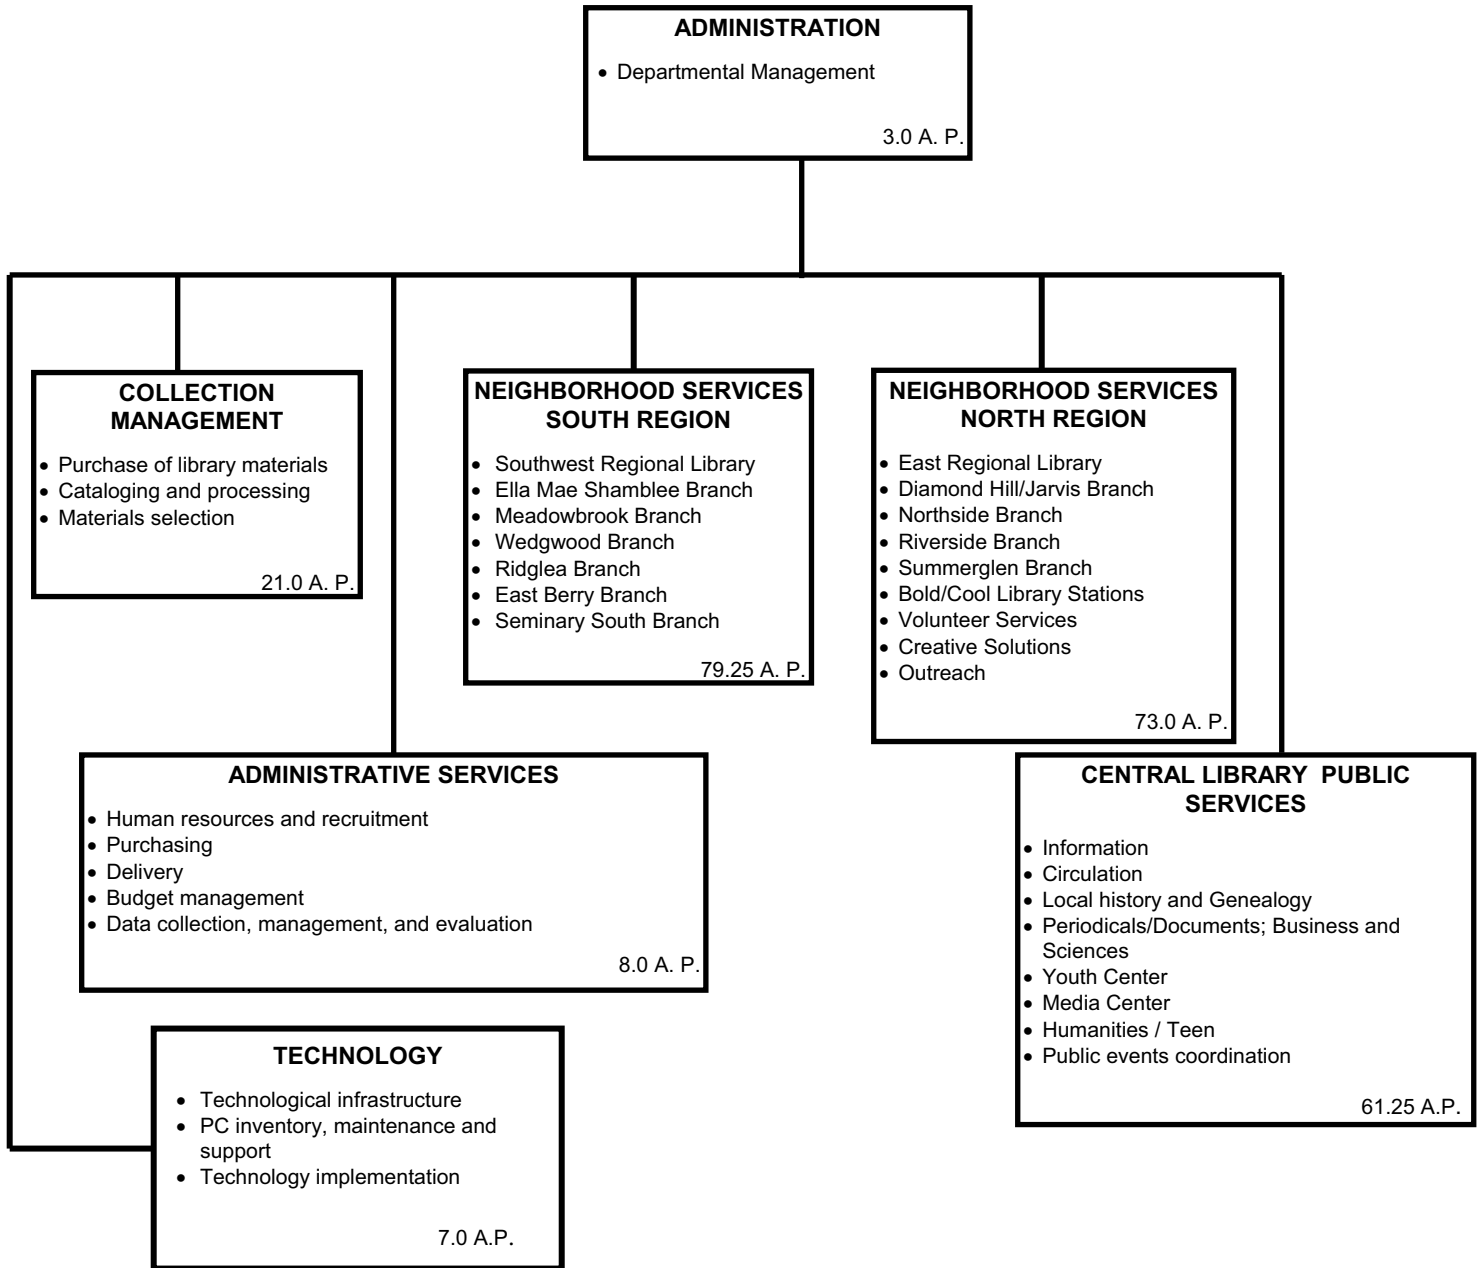 ADMINISTRATION
• Departmental Management
3.0 A. P.
COLLECTION
MANAGEMENT
• Purchase of library materials
• Cataloging and processing
• Materials selection
21.0 A. P.
NEIGHBORHOOD SERVICES
SOUTH REGION
• Southwest Regional Library
• Ella Mae Shamblee Branch
• Meadowbrook Branch
• Wedgwood Branch
• Ridglea Branch
• East Berry Branch
• Seminary South Branch
79.25 A. P.
NEIGHBORHOOD SERVICES
NORTH REGION
• East Regional Library
• Diamond Hill/Jarvis Branch
• Northside Branch
• Riverside Branch
• Summerglen Branch
• Bold/Cool Library Stations
• Volunteer Services
• Creative Solutions
• Outreach
73.0 A. P.
ADMINISTRATIVE SERVICES
• Human resources and recruitment
• Purchasing
• Delivery
• Budget management
• Data collection, management, and evaluation
8.0 A. P.
CENTRAL LIBRARY PUBLIC
SERVICES
• Information
• Circulation
• Local history and Genealogy
• Periodicals/Documents; Business and
Sciences
• Youth Center
• Media Center
• Humanities / Teen
• Public events coordination
61.25 A.P.
TECHNOLOGY
• Technological infrastructure
• PC inventory, maintenance and
support
• Technology implementation
7.0 A.P.